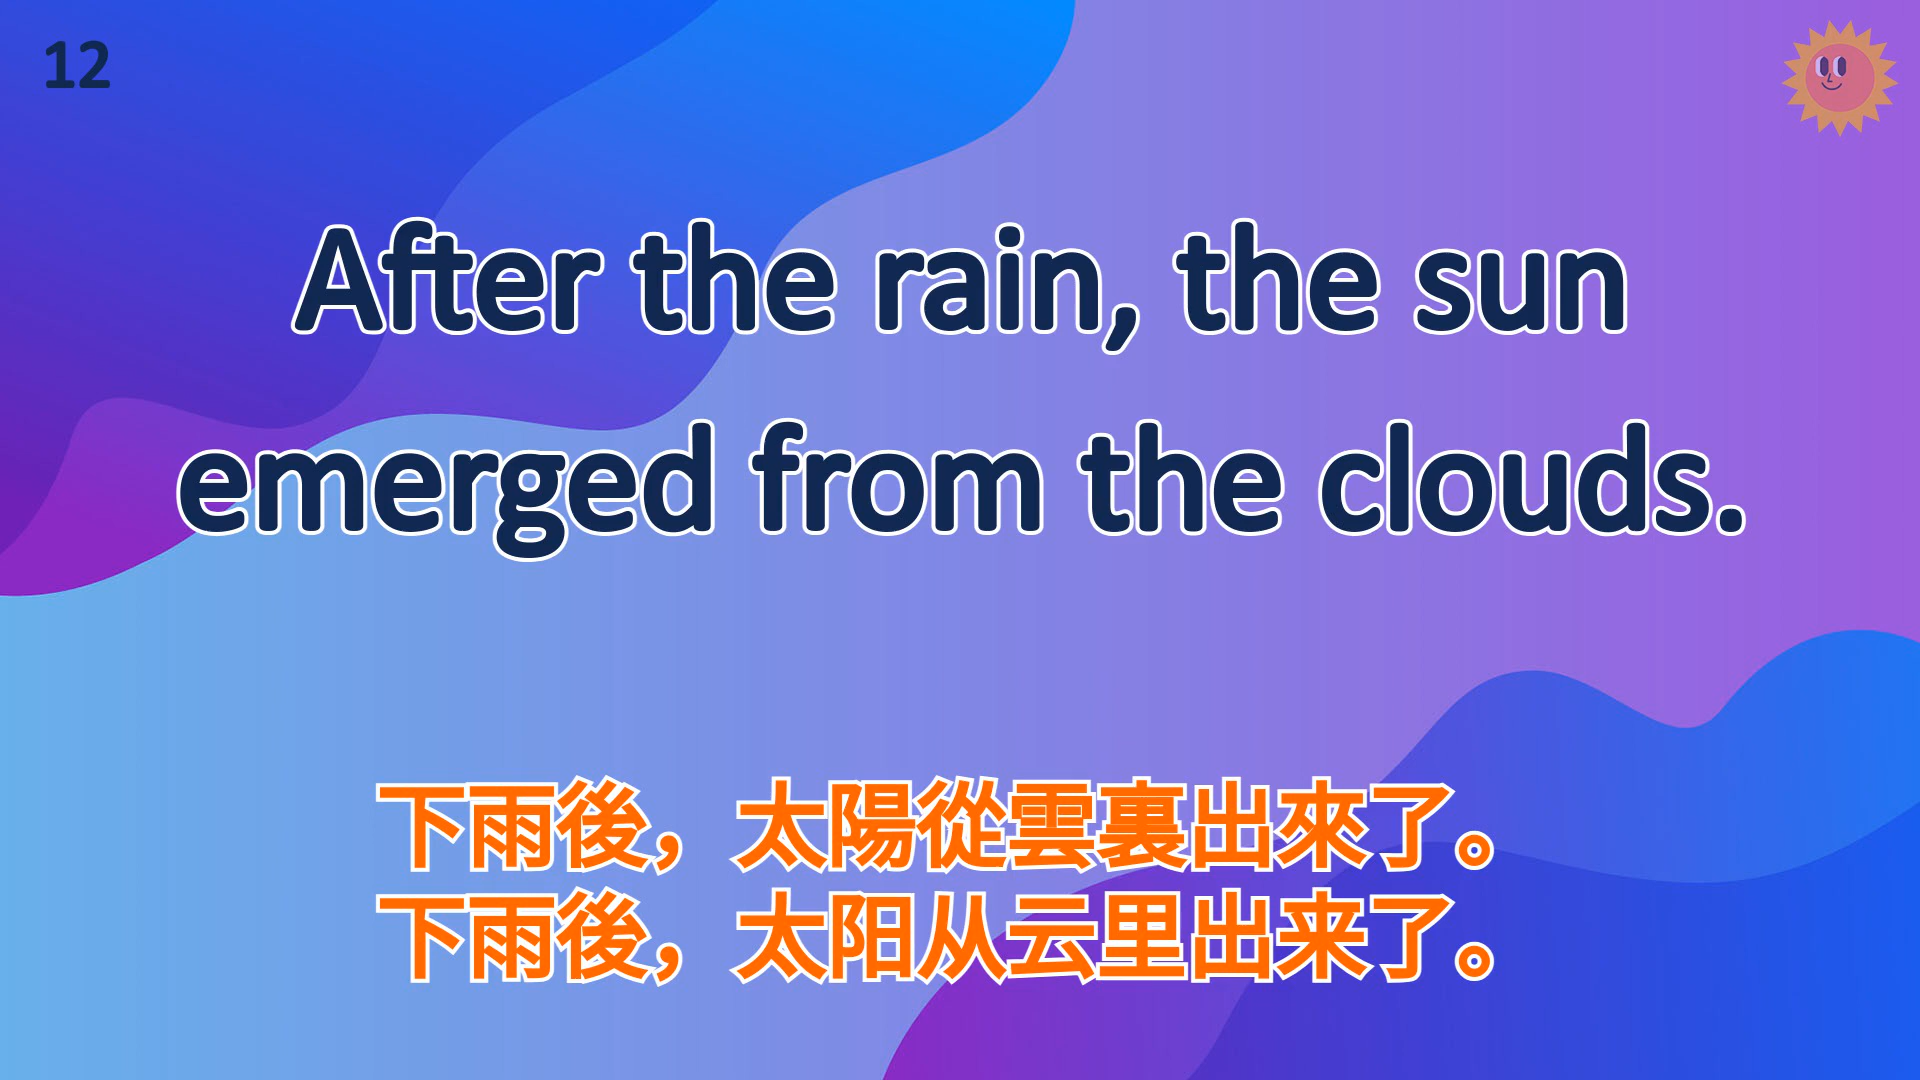 12
After the rain, the sun
emerged from the clouds.
下雨後，太陽從雲裏出來了。
下雨後，太阳从云里出来了。